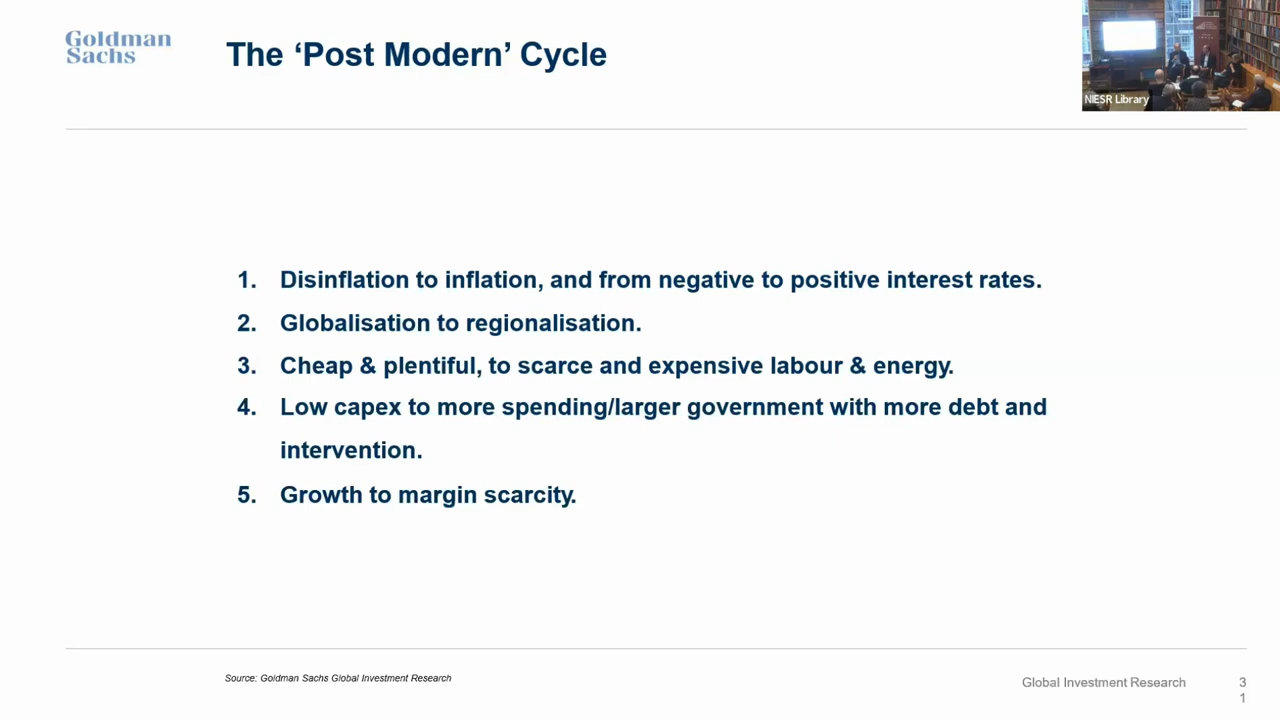 Goldman
Sachs
The ‘Post Modern’ Cycle
NIESR Library
1. Disinflation to inflation, and from negative to positive interest rates.
2. Globalisation to regionalisation.
3. Cheap & plentiful, to scarce and expensive labour & energy.
4. Low capex to more spending/larger government with more debt and
intervention.
5. Growth to margin scarcity.
Source: Goldman Sachs Global Investment Research
Global Investment Research
3
1